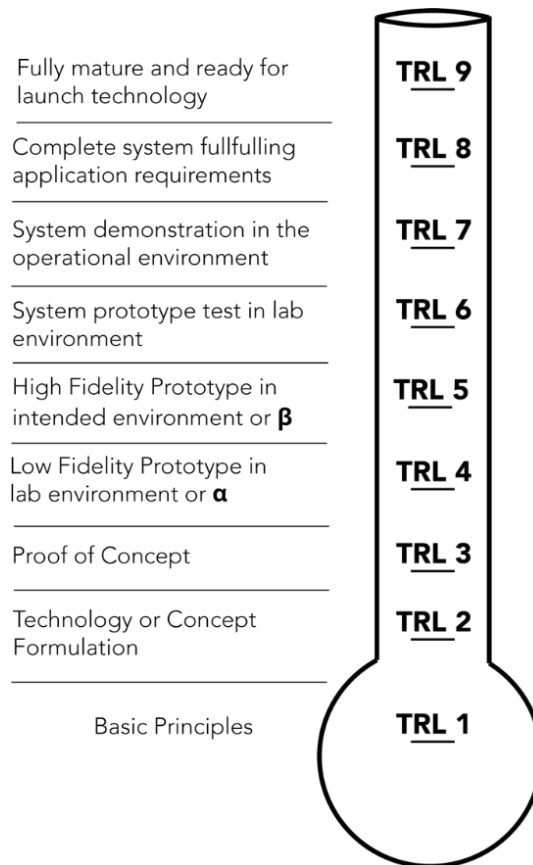 Fully mature and ready for
launch technology
TRL 9
Complete system fullfulling
application requirements
TRL 8
System demonstration in the
operational environment
TRL 7
System prototype test in lab
environment
TRL 6
High Fidelity Prototype in
intended environment or β
TRL 5
Low Fidelity Prototype in
lab environment or α
TRL 4
Proof of Concept
TRL 3
Technology or Concept
Formulation
TRL 2
Basic Principles
TRL 1